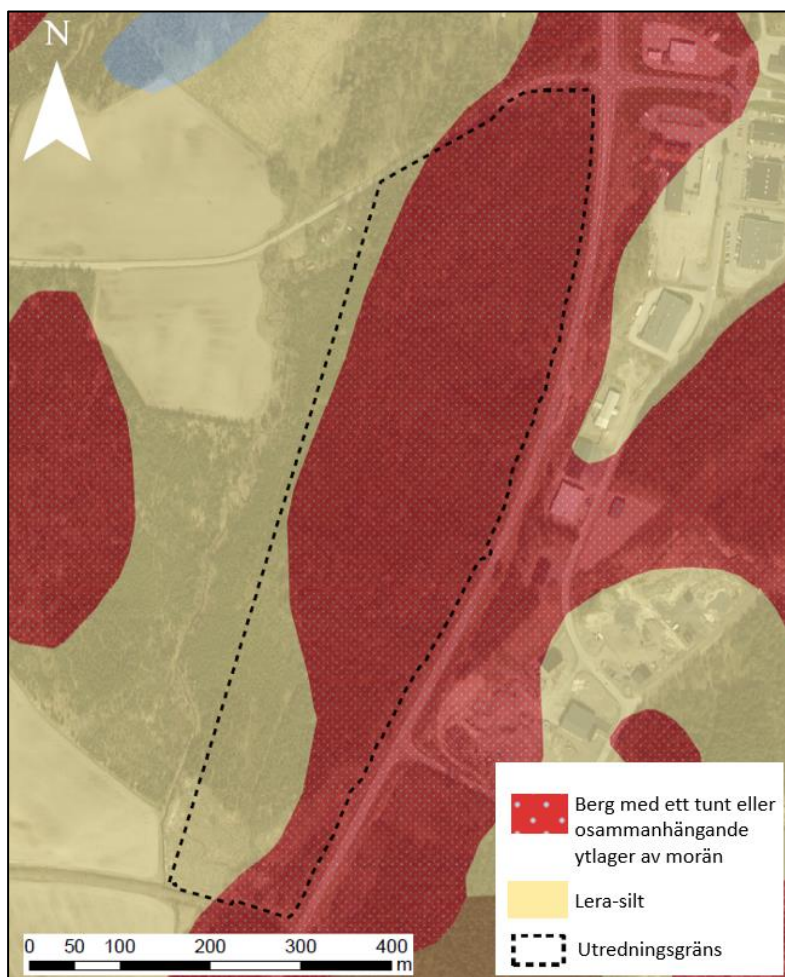 N
Berg med ett tunt eller
osammanhängande
ytlager av morän
Lera-silt
Utredningsgräns
0 50 100 200 300 400
m